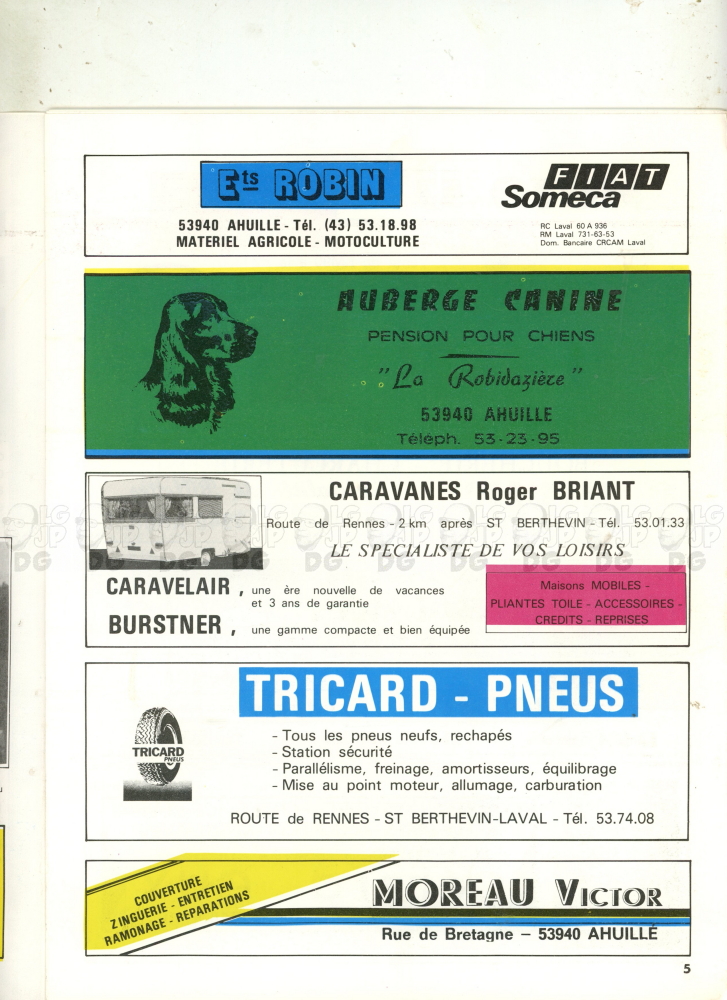 Ets ROBIN
53940 AHUILLE - Tél. (43) 53.18.98
MATERIEL AGRICOLE - MOTOCULTURE
FIAT
Someca
RC Laval 60 A 936
RM Laval 731-63-53
Dom. Bancaire CRCAM Laval
AUBERGE CANINE
PENSION POUR CHIENS
"La Robidazière"
53940 AHUILLE
Téléph. 53-23-95
CARAVANES Roger BRIANT
Route de Rennes - 2 km après ST BERTHEVIN - Tél. 53.01.33
LE SPECIALISTE DE VOS LOISIRS
CARAVELAIR , une ère nouvelle de vacances
et 3 ans de garantie
BURSTNER , une gamme compacte et bien équipée
Maisons MOBILES -
PLIANTES TOILE - ACCESSOIRES -
CREDITS - REPRISES
TRICARD - PNEUS
TRICARD
PNEUS
- Tous les pneus neufs, rechapés
- Station sécurité
- Parallélisme, freinage, amortisseurs, équilibrage
- Mise au point moteur, allumage, carburation
ROUTE de RENNES - ST BERTHEVIN-LAVAL - Tél. 53.74.08
COUVERTURE
ZINGUERIE - ENTRETIEN
RAMONAGE - REPARATIONS
MOREAU VICTOR
Rue de Bretagne – 53940 AHUILLÉ
5